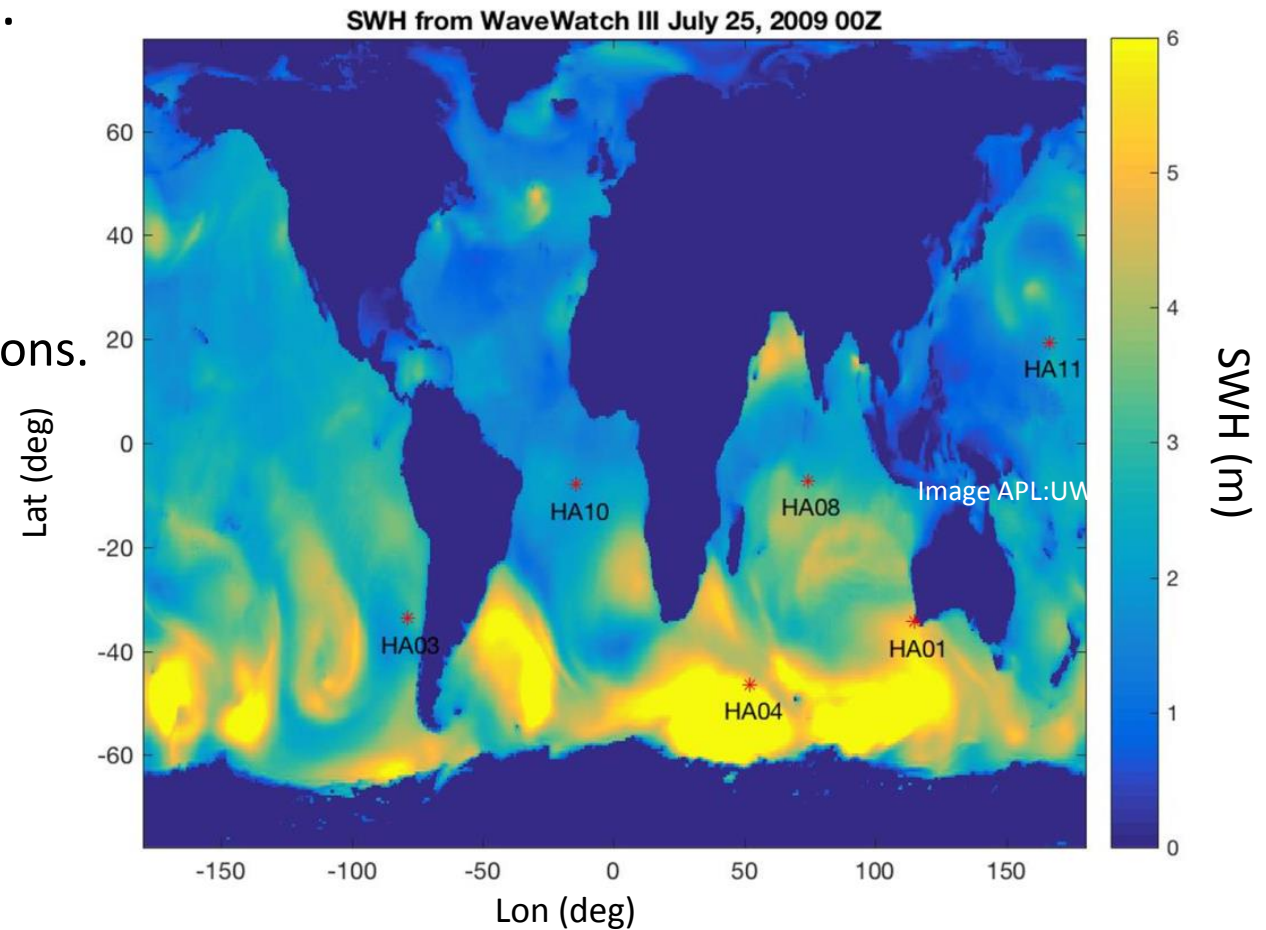 .
SWH from WaveWatch III July 25, 2009 00Z
ons.
Lat (deg)
60
40
20
0
-20
-40
-60
HA11
HA10
HA08
Image APL:UW
HA03
HA01
HA04
-150 -100 -50 0 50 100 150
Lon (deg)
6
5
4
3
2
1
0
SWH (m)